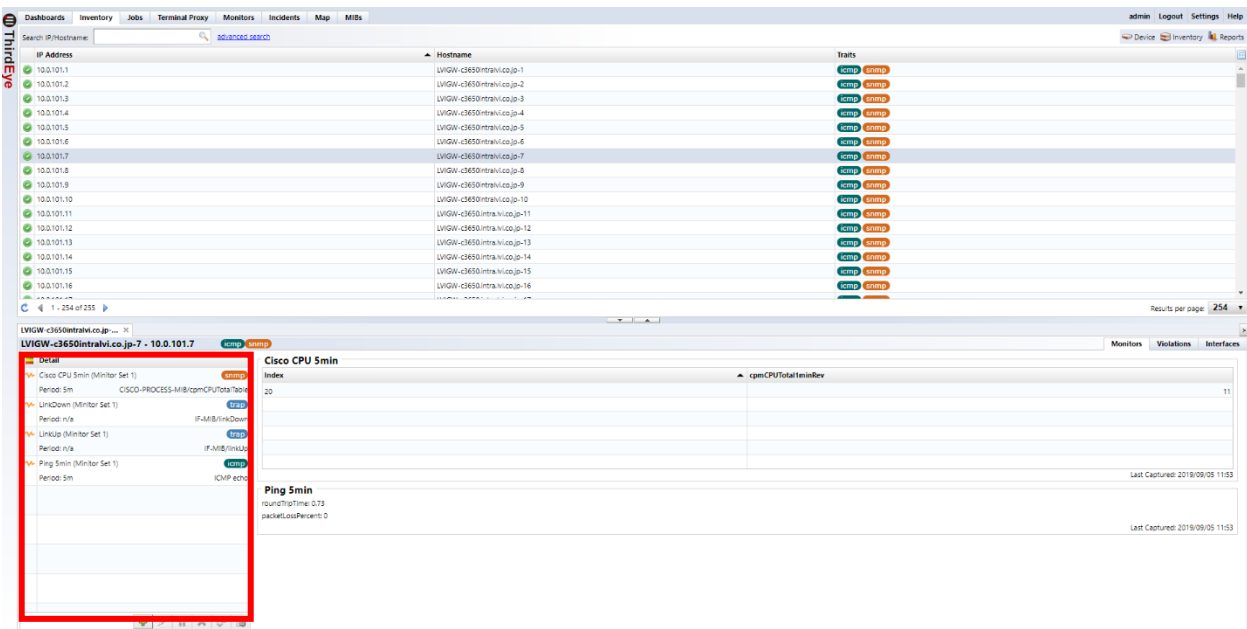 ThirdEye
Dashboards Inventory Jobs Terminal Proxy Monitors Incidents Map MIBs admin Logout Settings Help
Search IP/Hostname: advanced search Device Inventory Reports
IP Address Hostname Traits
10.0.101.1 LVIGW-c3650intralvi.co.jp-1 icmp snmp
10.0.101.2 LVIGW-c3650intralvi.co.jp-2 icmp snmp
10.0.101.3 LVIGW-c3650intralvi.co.jp-3 icmp snmp
10.0.101.4 LVIGW-c3650intralvi.co.jp-4 icmp snmp
10.0.101.5 LVIGW-c3650intralvi.co.jp-5 icmp snmp
10.0.101.6 LVIGW-c3650intralvi.co.jp-6 icmp snmp
10.0.101.7 LVIGW-c3650intralvi.co.jp-7 icmp snmp
10.0.101.8 LVIGW-c3650intralvi.co.jp-8 icmp snmp
10.0.101.9 LVIGW-c3650intralvi.co.jp-9 icmp snmp
10.0.101.10 LVIGW-c3650intralvi.co.jp-10 icmp snmp
10.0.101.11 LVIGW-c3650.intra.lvi.co.jp-11 icmp snmp
10.0.101.12 LVIGW-c3650.intra.lvi.co.jp-12 icmp snmp
10.0.101.13 LVIGW-c3650.intra.lvi.co.jp-13 icmp snmp
10.0.101.14 LVIGW-c3650.intra.lvi.co.jp-14 icmp snmp
10.0.101.15 LVIGW-c3650.intra.lvi.co.jp-15 icmp snmp
10.0.101.16 LVIGW-c3650.intra.lvi.co.jp-16 icmp snmp
1 - 254 of 255 Results per page: 254
LVIGW-c3650intralvi.co.jp-...
LVIGW-c3650intralvi.co.jp-7 - 10.0.101.7 icmp snmp Monitors Violations Interfaces
Detail
Cisco CPU 5min (Minitor Set 1) snmp
Period: 5m CISCO-PROCESS-MIB/cpmCPUTotalTable
LinkDown (Minitor Set 1) trap
Period: n/a IF-MIB/linkDown
LinkUp (Minitor Set 1) trap
Period: n/a IF-MIB/linkUp
Ping 5min (Minitor Set 1) icmp
Period: 5m ICMP echo
Cisco CPU 5min
Index cpmCPUTotal1minRev
20 11
Last Captured: 2019/09/05 11:53
Ping 5min
roundTripTime: 0.73
packetLossPercent: 0
Last Captured: 2019/09/05 11:53